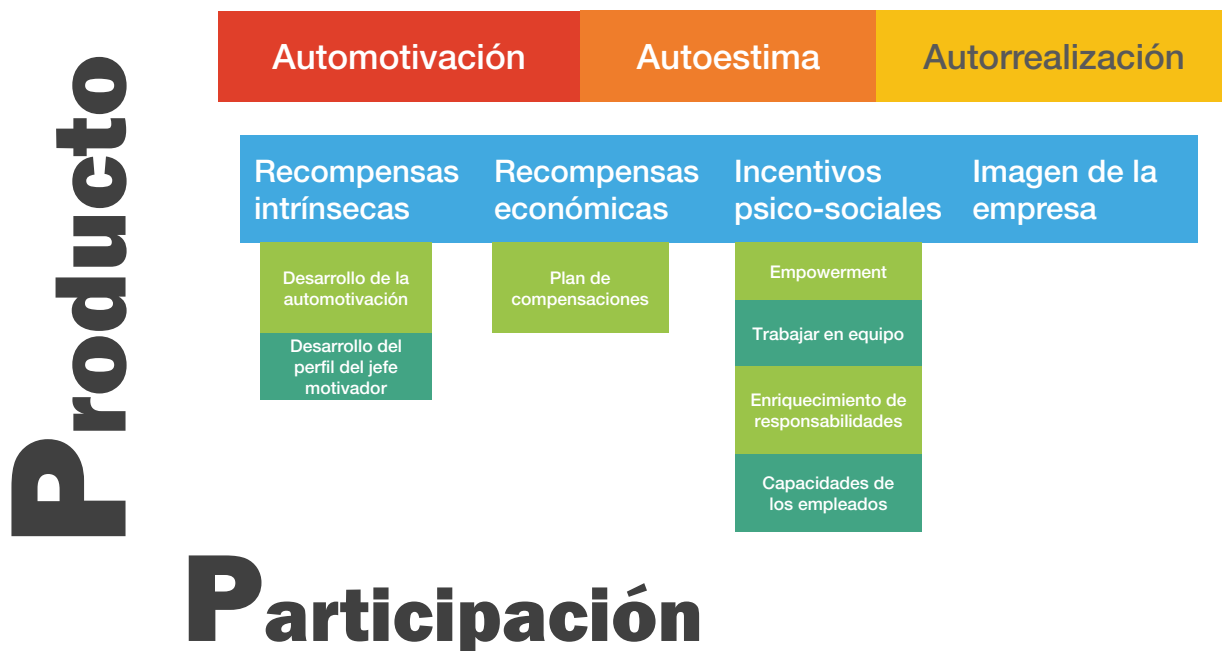 Producto
Automotivación
Autoestima
Autorrealización
Recompensas
intrínsecas
Recompensas
económicas
Incentivos
psico-sociales
Imagen de la
empresa
Desarrollo de la
automotivación
Desarrollo del
perfil del jefe
motivador
Plan de
compensaciones
Empowerment
Trabajar en equipo
Enriquecimiento de
responsabilidades
Capacidades de
los empleados
Participación